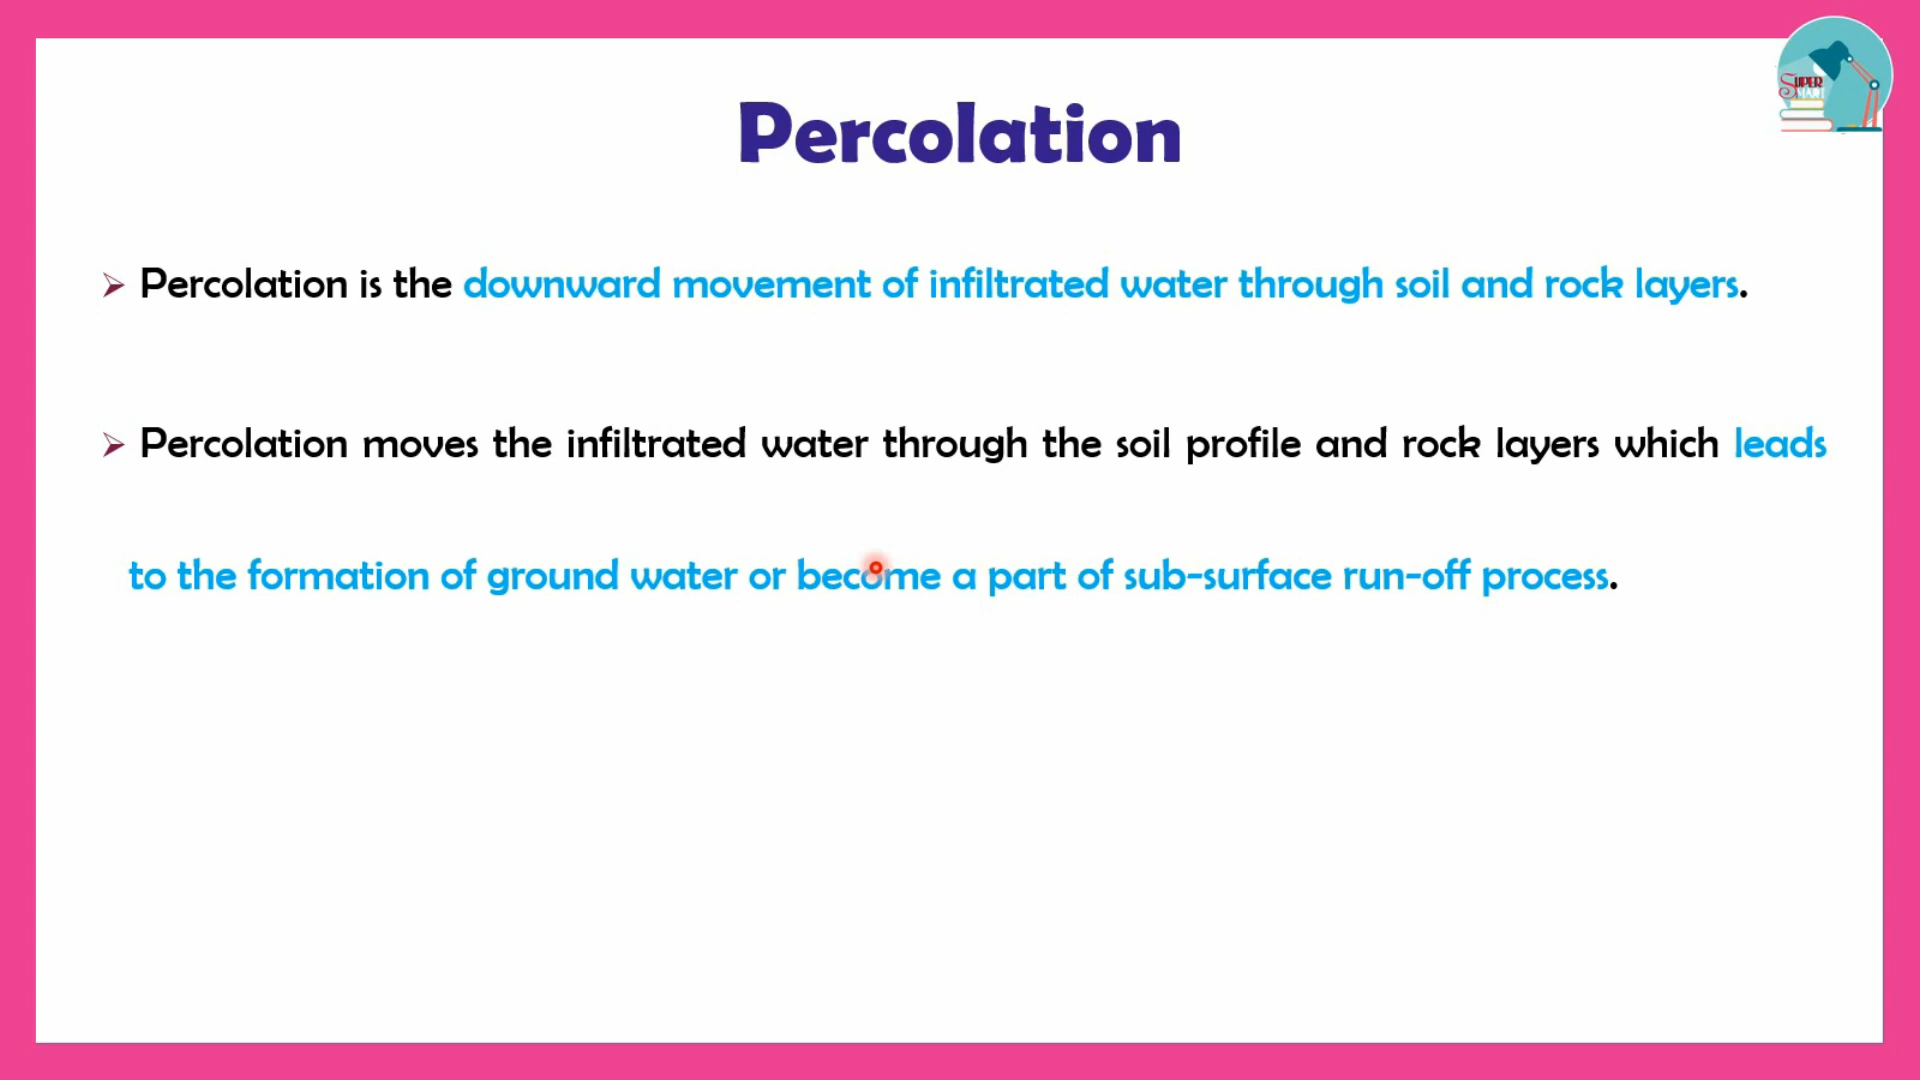 SUPER
Percolation
➢ Percolation is the downward movement of infiltrated water through soil and rock layers.
➢ Percolation moves the infiltrated water through the soil profile and rock layers which leads
to the formation of ground water or become a part of sub-surface run-off process.